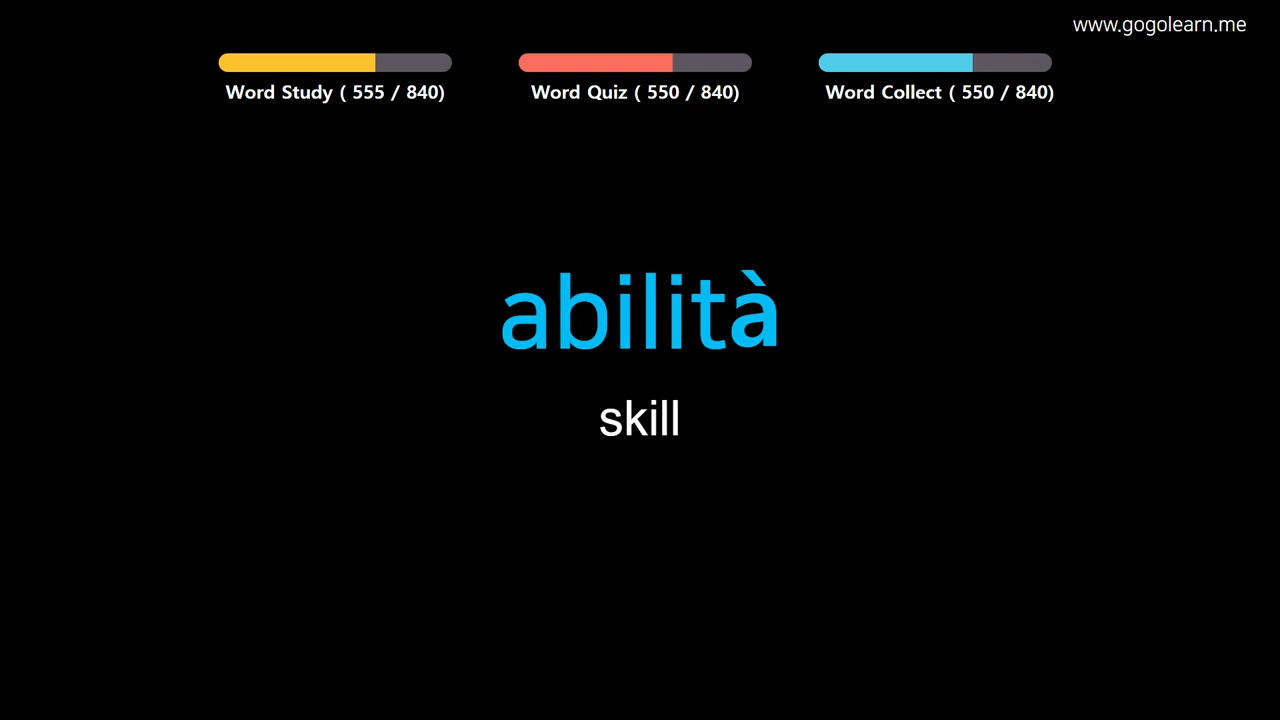 www.gogolearn.me
Word Study ( 555 / 840)
Word Quiz ( 550 / 840)
Word Collect ( 550 / 840)
abilità
skill